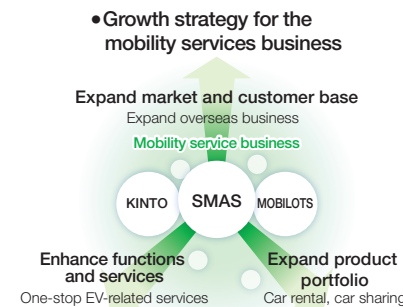 ●Growth strategy for the
mobility services business
Expand market and customer base
Expand overseas business
Mobility service business
KINTO
SMAS
MOBILOTS
Enhance functions
and services
One-stop EV-related services
Expand product
portfolio
Car rental, car sharing